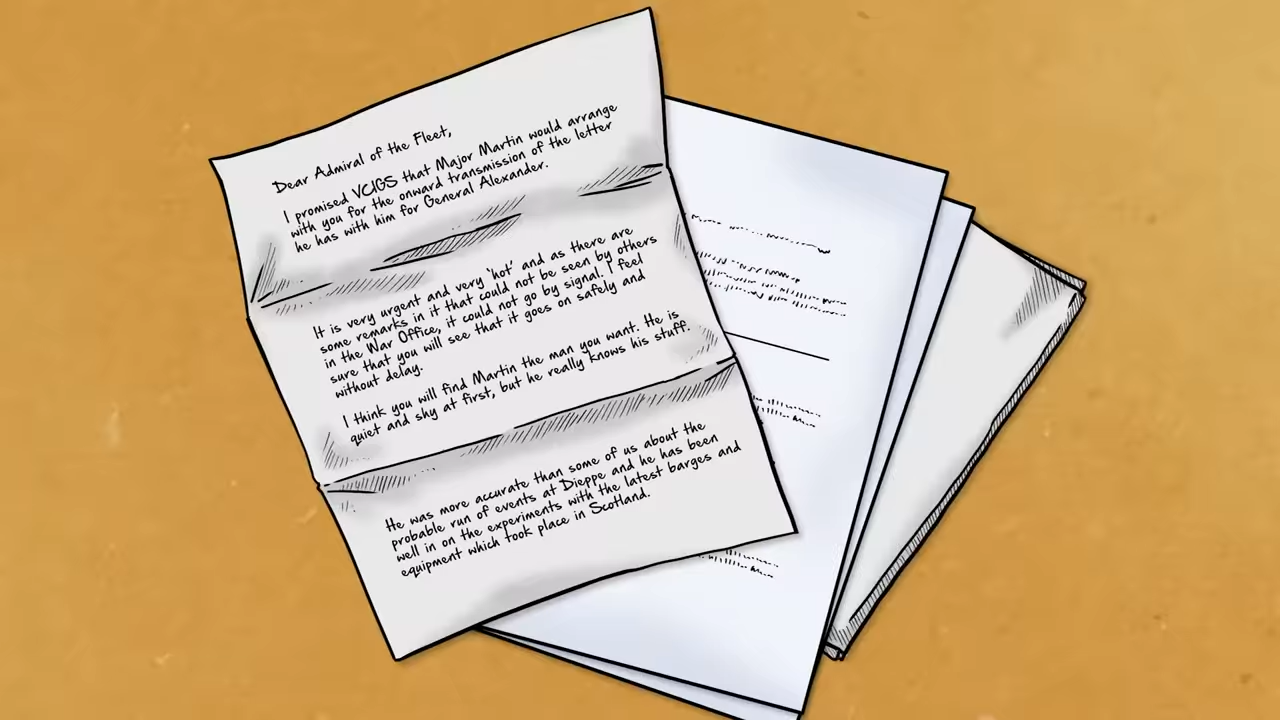 Dear Admiral of the Fleet,
I promised VCIGS that Major Martin would arrange
with you for the onward transmission of the letter
he has with him for General Alexander.
It is very urgent and very 'hot' and as there are
some remarks in it that could not be seen by others
in the War Office, it could not go by signal. I feel
sure that you will see that it goes on safely and
without delay.
I think you will find Martin the man you want. He is
quiet and shy at first, but he really knows his stuff.
He was more accurate than some of us about the
probable run of events at Dieppe and he has been
well in on the experiments with the latest barges and
equipment which took place in Scotland.